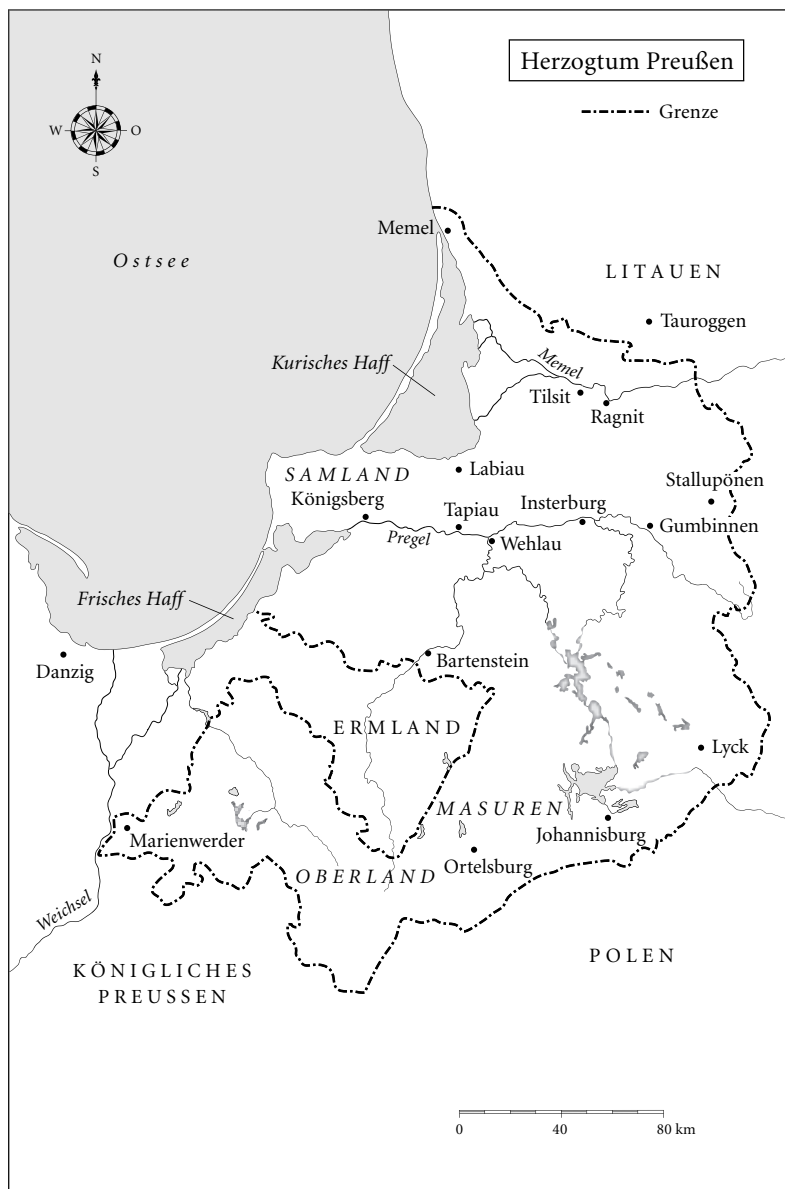 Herzogtum Preußen
Grenze
N
W
O
S
Memel
Ostsee
LITAUEN
Tauroggen
Kurisches Haff
Memel
Tilsit
Ragnit
SAMLAND
Labiau
Stallupönen
Königsberg
Tapiau
Insterburg
Gumbinnen
Pregel
Wehlau
Frisches Haff
Danzig
Bartenstein
ERMLAND
Lyck
MASUREN
Marienwerder
Johannisburg
Ortelsburg
OBERLAND
Weichsel
POLEN
KÖNIGLICHES
PREUSSEN
0 40 80 km